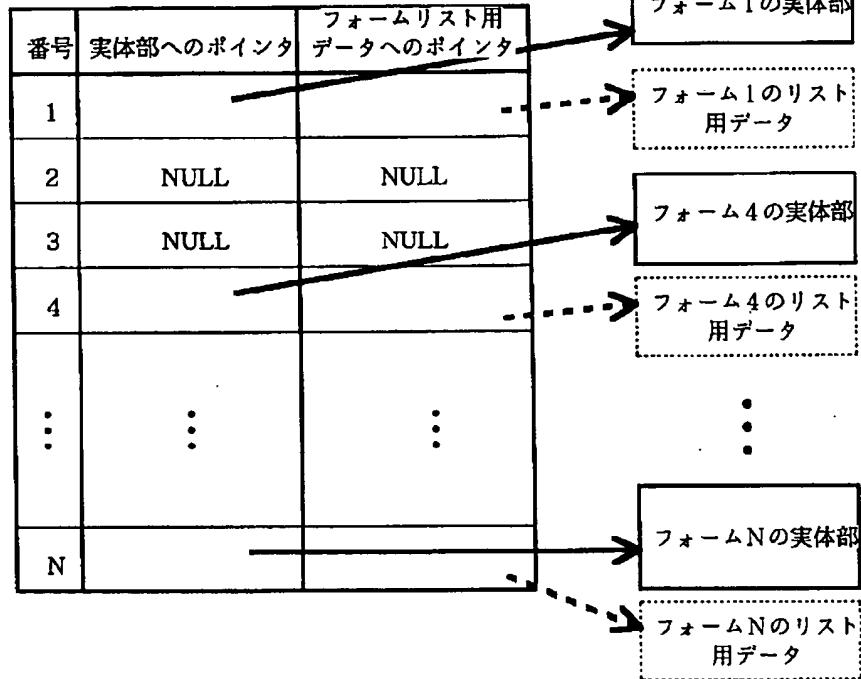 番号 実体部へのポインタ フォームリスト用
データへのポインタ
1
2 NULL NULL
3 NULL NULL
4
N
フォーム1の実体部
フォーム1のリスト
用データ
フォーム4の実体部
フォーム4のリスト
用データ
フォームNの実体部
フォームNのリスト
用データ